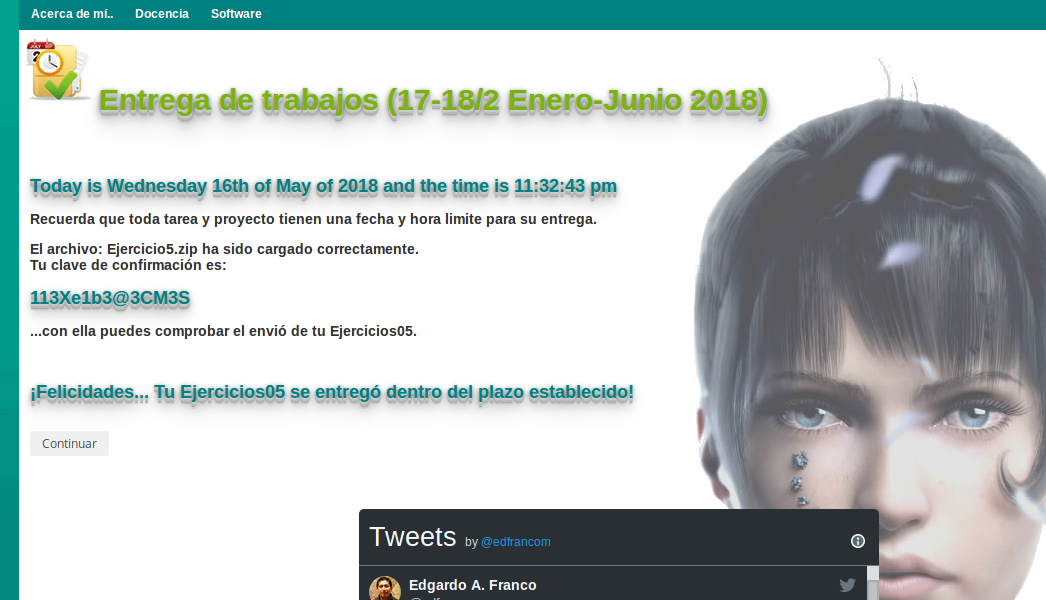 Acerca de mí.. Docencia Software
JULY
Entrega de trabajos (17-18/2 Enero-Junio 2018)
Today is Wednesday 16th of May of 2018 and the time is 11:32:43 pm
Recuerda que toda tarea y proyecto tienen una fecha y hora limite para su entrega.
El archivo: Ejercicio5.zip ha sido cargado correctamente.
Tu clave de confirmación es:
113Xe1b3@3CM3S
...con ella puedes comprobar el envió de tu Ejercicios05.
¡Felicidades... Tu Ejercicios05 se entregó dentro del plazo establecido!
Continuar
Tweets by @edfrancom
Edgardo A. Franco